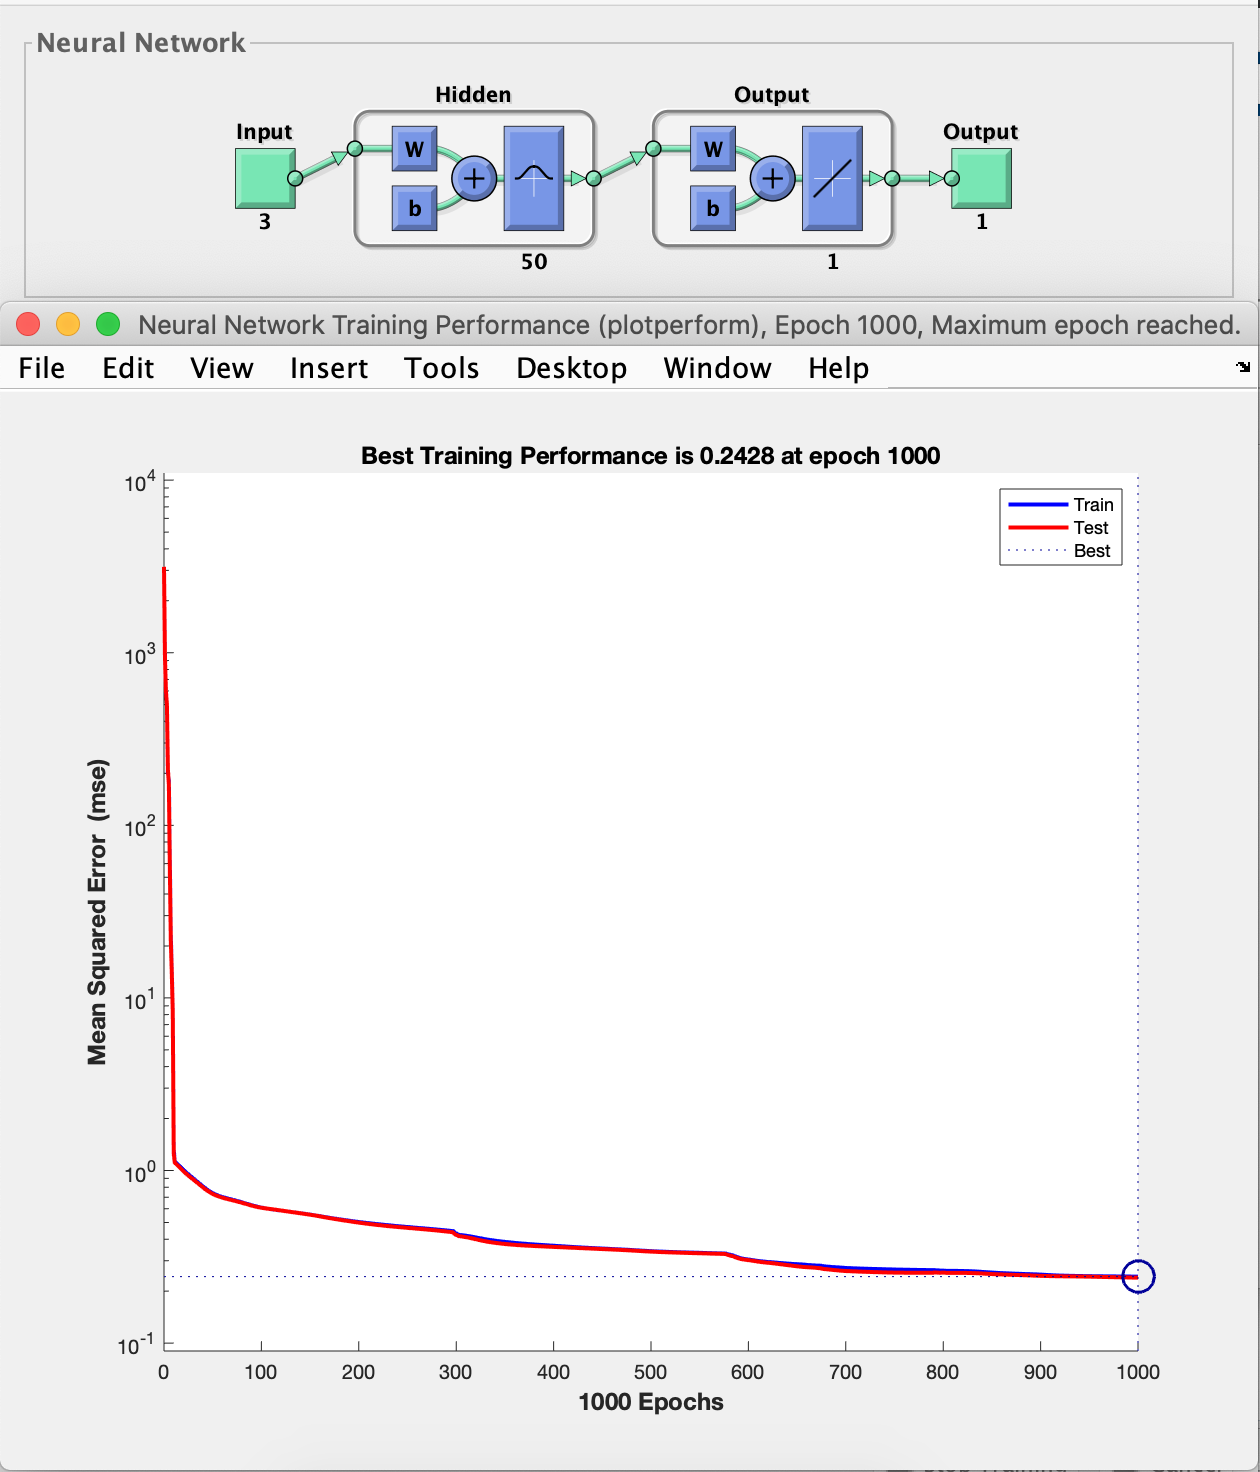 Neural Network
Hidden
Output
Input
W
b
W
b
Output
3
50
1
1
Neural Network Training Performance (plotperform), Epoch 1000, Maximum epoch reached.
File Edit View Insert Tools Desktop Window Help
Best Training Performance is 0.2428 at epoch 1000
Train
Test
Best
10^4
10^3
10^2
10^1
10^0
10^-1
Mean Squared Error (mse)
0 100 200 300 400 500 600 700 800 900 1000
1000 Epochs